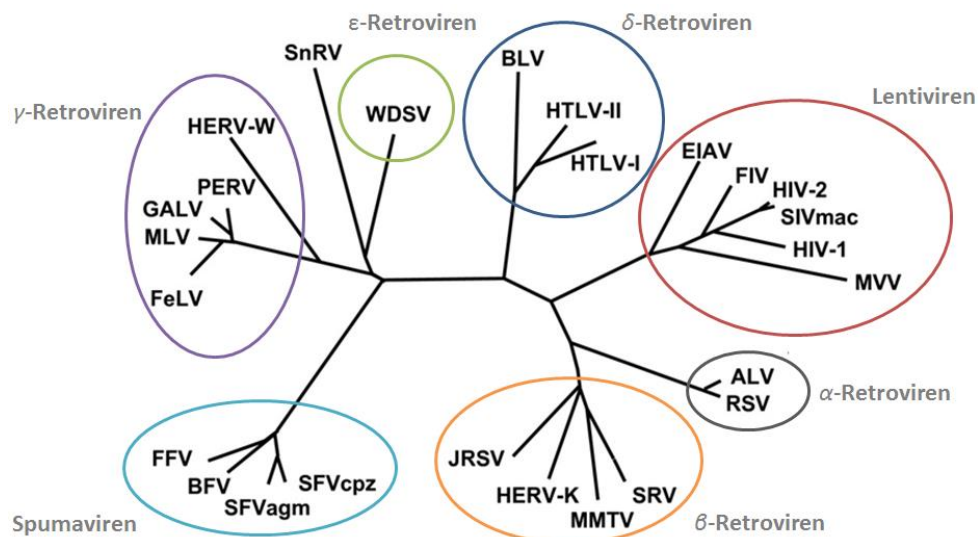 ε-Retroviren
δ-Retroviren
SnRV
BLV
Lentiviren
γ-Retroviren
WDSV
HTLV-II
HERV-W
EIAV
HTLV-I
FIV
PERV
HIV-2
GALV
SIVmac
MLV
HIV-1
MVV
FeLV
ALV
α-Retroviren
RSV
FFV
JRSV
BFV
SFVcpz
HERV-K
SRV
SFVagm
MMTV
Spumaviren
β-Retroviren